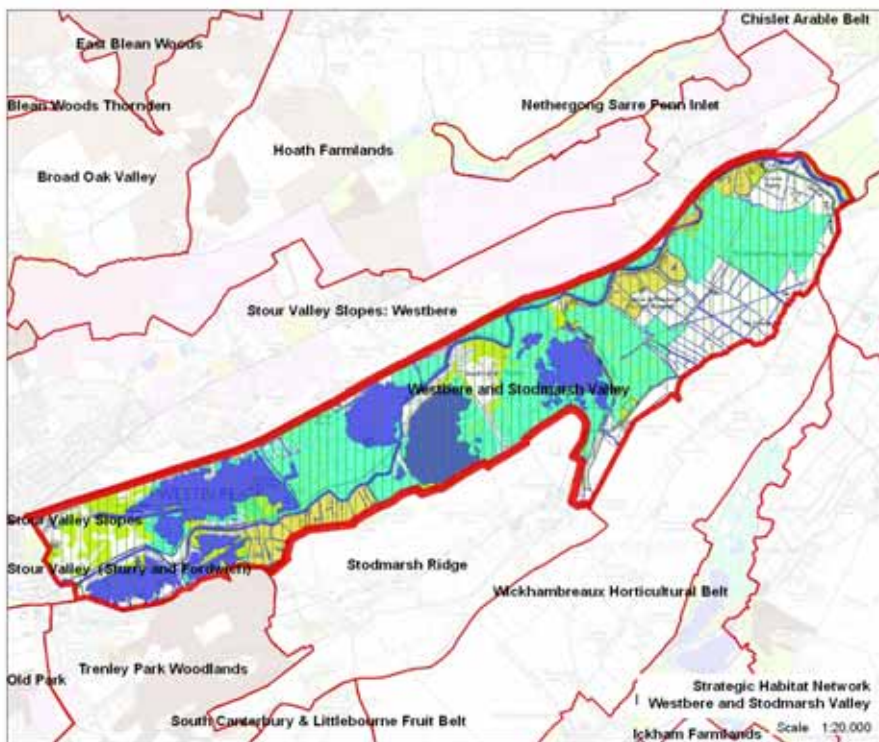 Chislet Arable Belt
East Blean Woods
Blean Woods Thornden
Nethergong Sarre Penn Inlet
Hoath Farmlands
Broad Oak Valley
Stour Valley Slopes: Westbere
Westbere and Stodmarsh Valley
WESTBERE
Stour Valley Slopes
Stour Valley (Sturry and Fordwich)
Stodmarsh Ridge
Wickhambreaux Horticultural Belt
Trenley Park Woodlands
Old Park
Strategic Habitat Network
Westbere and Stodmarsh Valley
South Canterbury & Littlebourne Fruit Belt
Scale 1:20,000
Ickham Farmlands